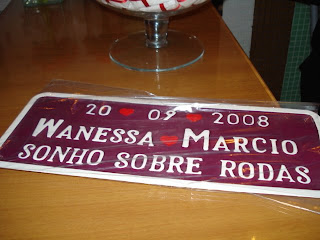 20 ♥ 09 ♥ 2008
WANESSA ♥ MARCIO
SONHO SOBRE RODAS